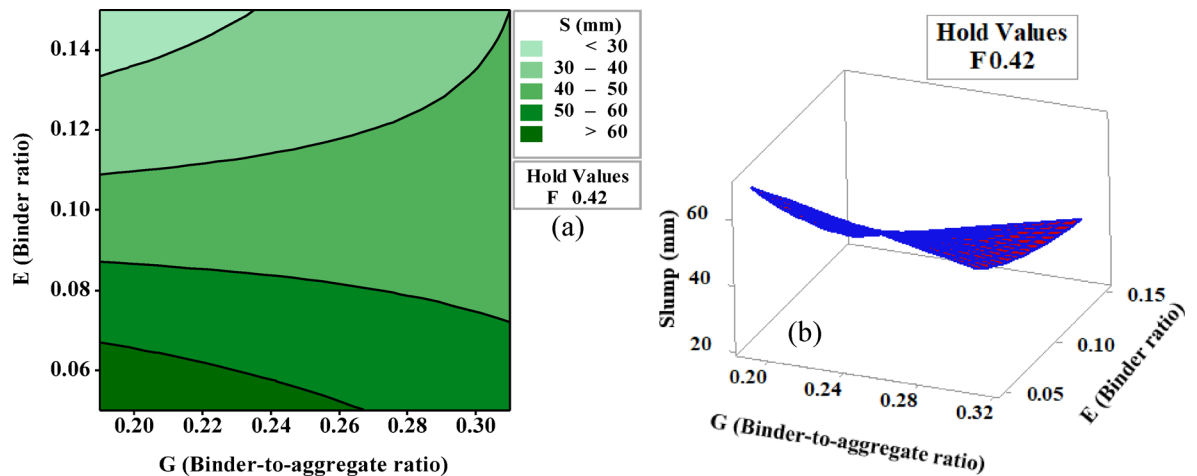 S (mm)
< 30
30 – 40
40 – 50
50 – 60
> 60
Hold Values
F 0.42
(a)
0.14
0.12
0.10
0.08
0.06
E (Binder ratio)
0.20 0.22 0.24 0.26 0.28 0.30
G (Binder-to-aggregate ratio)
Hold Values
F 0.42
60
40
20
Slump (mm)
(b)
0.20 0.24 0.28 0.32
G (Binder-to-aggregate ratio)
0.15
0.10
0.05
E (Binder ratio)